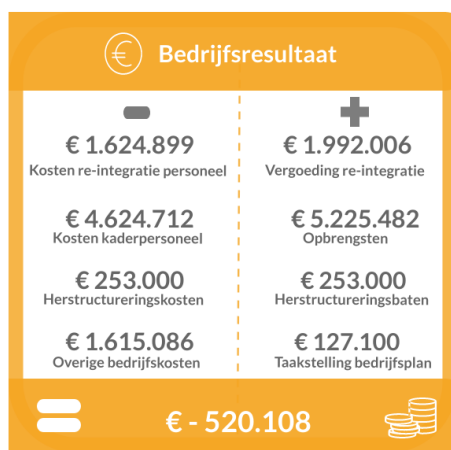 € Bedrijfsresultaat
- +
€ 1.624.899
Kosten re-integratie personeel
€ 4.624.712
Kosten kaderpersoneel
€ 253.000
Herstructureringskosten
€ 1.615.086
Overige bedrijfskosten
€ 1.992.006
Vergoeding re-integratie
€ 5.225.482
Opbrengsten
€ 253.000
Herstructureringsbaten
€ 127.100
Taakstelling bedrijfsplan
= € - 520.108